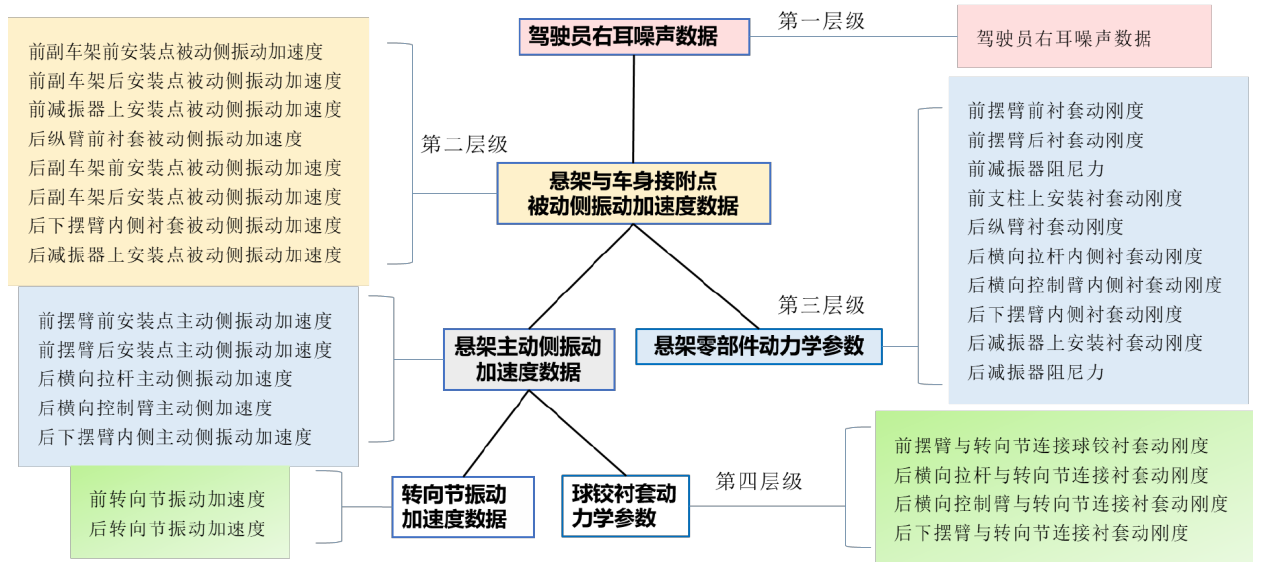 驾驶员右耳噪声数据
第一层级
驾驶员右耳噪声数据
前副车架前安装点被动侧振动加速度
前副车架后安装点被动侧振动加速度
前减振器上安装点被动侧振动加速度
后纵臂前衬套被动侧振动加速度
后副车架前安装点被动侧振动加速度
后副车架后安装点被动侧振动加速度
后下摆臂内侧衬套被动侧振动加速度
后减振器上安装点被动侧振动加速度
第二层级
悬架与车身接附点
被动侧振动加速度数据
前摆臂前衬套动刚度
前摆臂后衬套动刚度
前减振器阻尼力
前支柱上安装衬套动刚度
后纵臂衬套动刚度
后横向拉杆内侧衬套动刚度
后横向控制臂内侧衬套动刚度
后下摆臂内侧衬套动刚度
后减振器上安装衬套动刚度
后减振器阻尼力
第三层级
前摆臂前安装点主动侧振动加速度
前摆臂后安装点主动侧振动加速度
后横向拉杆主动侧振动加速度
后横向控制臂主动侧加速度
后下摆臂内侧主动侧振动加速度
悬架主动侧振动
加速度数据
悬架零部件动力学参数
前转向节振动加速度
后转向节振动加速度
转向节振动
加速度数据
球铰衬套动
力学参数
第四层级
前摆臂与转向节连接球铰衬套动刚度
后横向拉杆与转向节连接衬套动刚度
后横向控制臂与转向节连接衬套动刚度
后下摆臂与转向节连接衬套动刚度